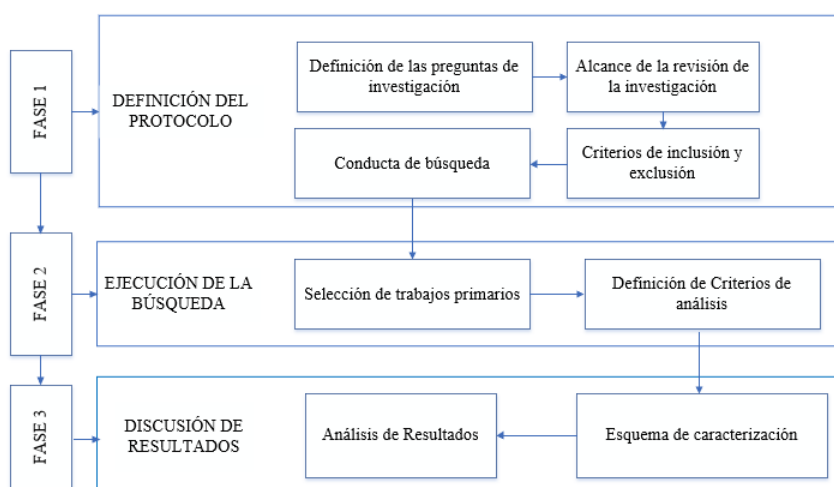 FASE 1
DEFINICIÓN DEL
PROTOCOLO
Definición de las preguntas de
investigación
Alcance de la revisión de
la investigación
Conducta de búsqueda
Criterios de inclusión y
exclusión
FASE 2
EJECUCIÓN DE LA
BÚSQUEDA
Selección de trabajos primarios
Definición de Criterios de
análisis
FASE 3
DISCUSIÓN DE
RESULTADOS
Análisis de Resultados
Esquema de caracterización